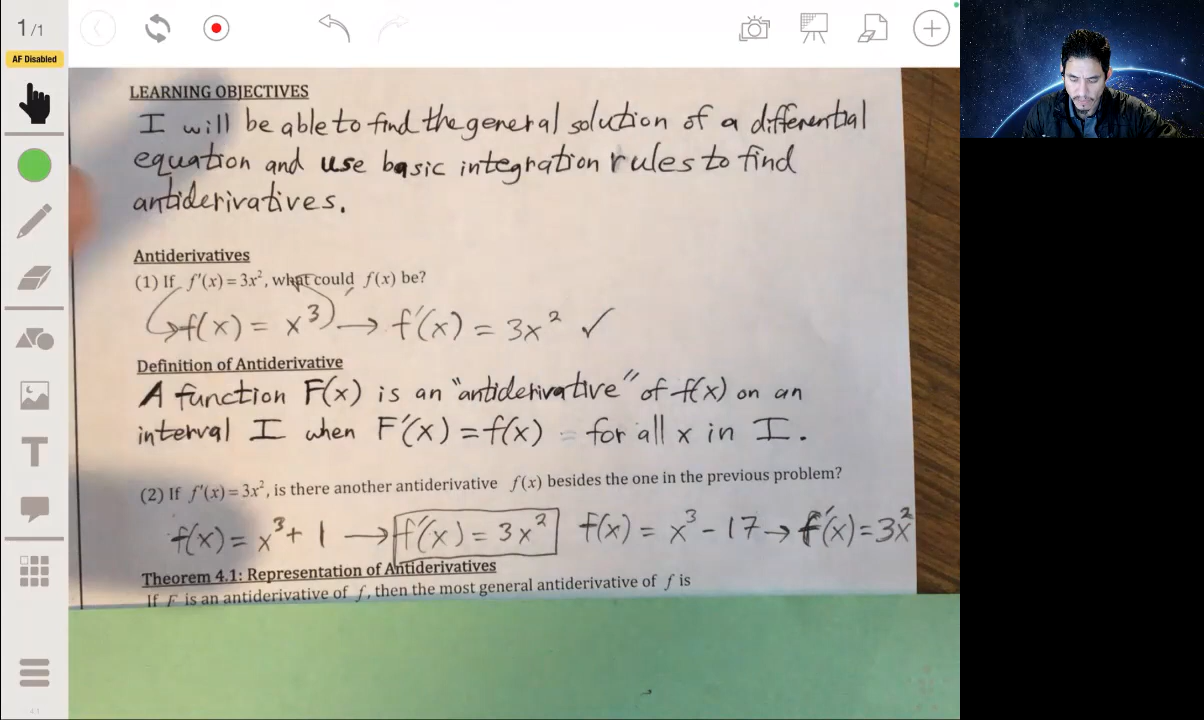 1/1
AF Disabled
LEARNING OBJECTIVES
I will be able to find the general solution of a differential
equation and use basic integration rules to find
antiderivatives.
Antiderivatives
(1) If f'(x) = 3x², what could f(x) be?
f(x) = x³ → f'(x) = 3x² ✓
Definition of Antiderivative
A function F(x) is an "antiderivative" of f(x) on an
interval I when F'(x) = f(x) for all x in I.
(2) If f'(x) = 3x², is there another antiderivative f(x) besides the one in the previous problem?
f(x) = x³ + 1 → f'(x) = 3x² f(x) = x³ - 17 → f'(x) = 3x²
Theorem 4.1: Representation of Antiderivatives
If F is an antiderivative of f, then the most general antiderivative of f is
T